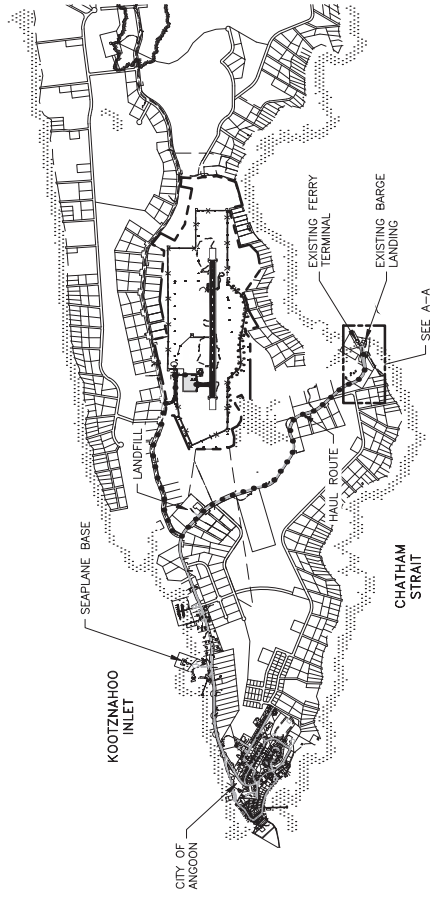 CITY OF
ANGOON
KOOTZNAHOO
INLET
SEAPLANE BASE
LANDFILL
HAUL ROUTE
CHATHAM
STRAIT
EXISTING FERRY
TERMINAL
EXISTING BARGE
LANDING
SEE A-A